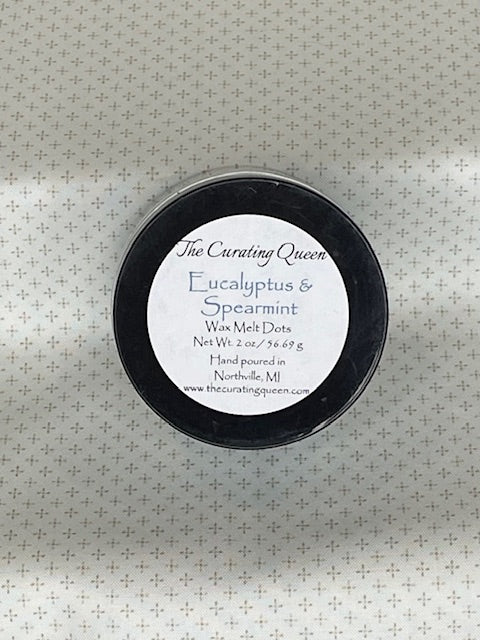 The Curating Queen
Eucalyptus &
Spearmint
Wax Melt Dots
Net Wt. 2 oz/ 56.69 g
Hand poured in
Northville, MI
www.thecuratingqueen.com